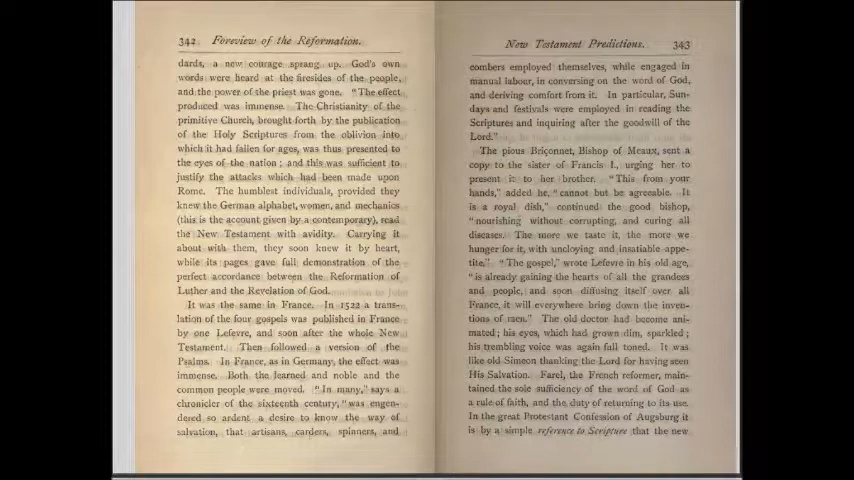 342 Foreview of the Reformation.
dards, a new courage sprang up. God's own
words were heard at the firesides of the people,
and the power of the priest was gone. "The effect
produced was immense. The Christianity of the
primitive Church, brought forth by the publication
of the Holy Scriptures from the oblivion into
which it had fallen for ages, was thus presented to
the eyes of the nation; and this was sufficient to
justify the attacks which had been made upon
Rome. The humblest individuals, provided they
knew the German alphabet, women, and mechanics
(this is the account given by a contemporary), read
the New Testament with avidity. Carrying it
about with them, they soon knew it by heart,
while its pages gave full demonstration of the
perfect accordance between the Reformation of
Luther and the Revelation of God.
It was the same in France. In 1522 a trans-
lation of the four gospels was published in France
by one Lefevre, and soon after the whole New
Testament. Then followed a version of the
Psalms. In France, as in Germany, the effect was
immense. Both the learned and noble and the
common people were moved. "In many," says a
chronicler of the sixteenth century, "was engen-
dered so ardent a desire to know the way of
salvation, that artisans, carders, spinners, and
New Testament Predictions. 343
combers employed themselves, while engaged in
manual labour, in conversing on the word of God,
and deriving comfort from it. In particular, Sun-
days and festivals were employed in reading the
Scriptures and inquiring after the goodwill of the
Lord."
The pious Briçonnet, Bishop of Meaux, sent a
copy to the sister of Francis I., urging her to
present it to her brother. "This from your
hands," added he, "cannot but be agreeable. It
is a royal dish," continued the good bishop,
"nourishing without corrupting, and curing all
diseases. The more we taste it, the more we
hunger for it, with uncloying and insatiable appe-
tite." "The gospel," wrote Lefevre in his old age,
"is already gaining the hearts of all the grandees
and people, and soon diffusing itself over all
France, it will everywhere bring down the inven-
tions of men." The old doctor had become ani-
mated; his eyes, which had grown dim, sparkled;
his trembling voice was again full toned. It was
like old Simeon thanking the Lord for having seen
His Salvation. Farel, the French reformer, main-
tained the sole sufficiency of the word of God as
a rule of faith, and the duty of returning to its use.
In the great Protestant Confession of Augsburg it
is by a simple reference to Scripture that the new